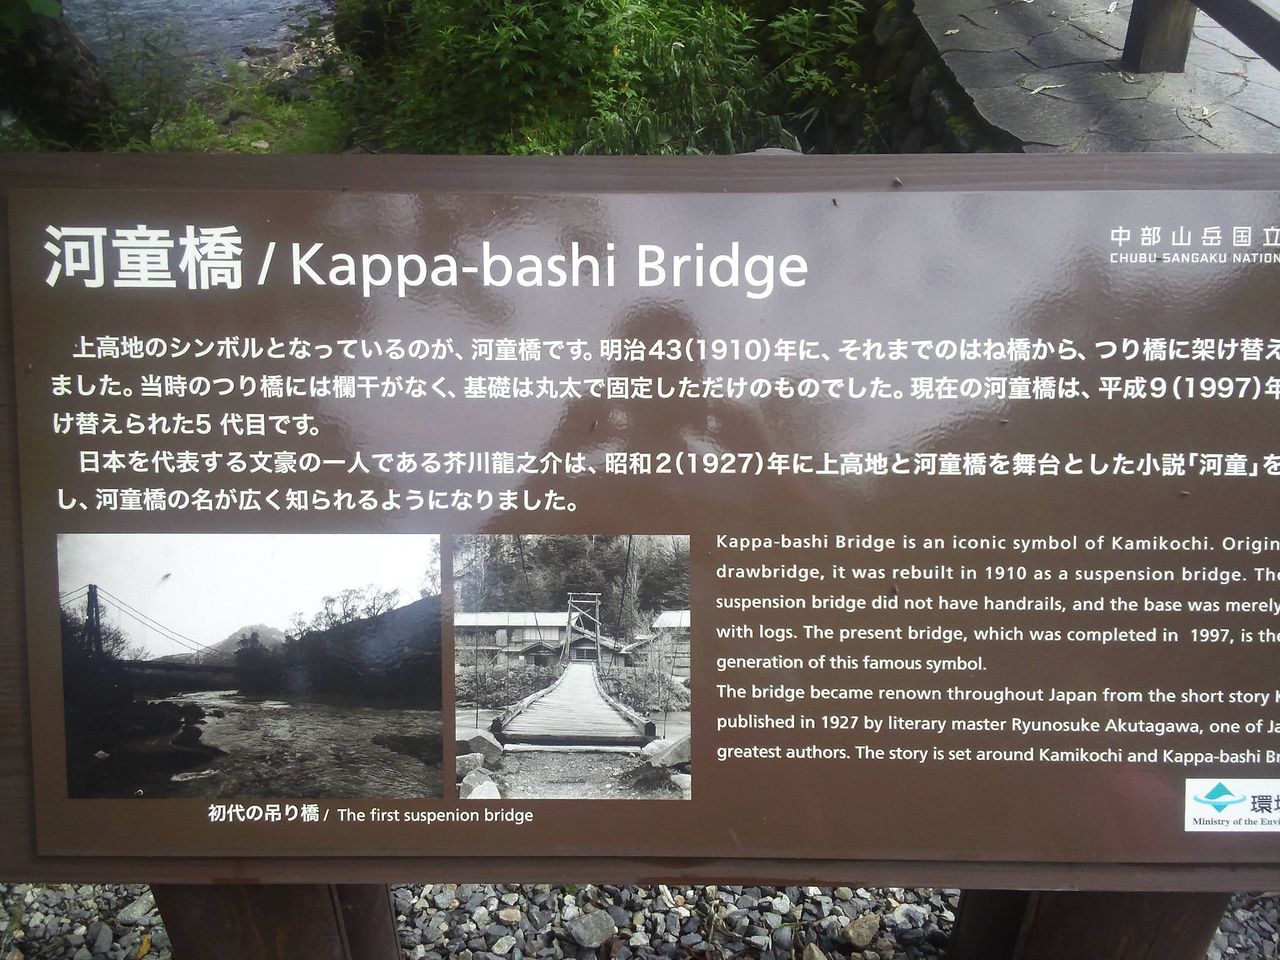 河童橋 / Kappa-bashi Bridge
中部山岳国立
CHUBU SANGAKU NATION
上高地のシンボルとなっているのが、河童橋です。明治43(1910)年に、それまでのはね橋から、つり橋に架け替え
ました。当時のつり橋には欄干がなく、基礎は丸太で固定しただけのものでした。現在の河童橋は、平成9(1997)年
け替えられた5 代目です。
日本を代表する文豪の一人である芥川龍之介は、昭和2(1927)年に上高地と河童橋を舞台とした小説「河童」を
し、河童橋の名が広く知られるようになりました。
Kappa-bashi Bridge is an iconic symbol of Kamikochi. Origin
drawbridge, it was rebuilt in 1910 as a suspension bridge. The
suspension bridge did not have handrails, and the base was merely
with logs. The present bridge, which was completed in 1997, is the
generation of this famous symbol.
The bridge became renown throughout Japan from the short story K
published in 1927 by literary master Ryunosuke Akutagawa, one of Ja
greatest authors. The story is set around Kamikochi and Kappa-bashi Br
初代の吊り橋 / The first suspenion bridge
環境
Ministry of the Envi